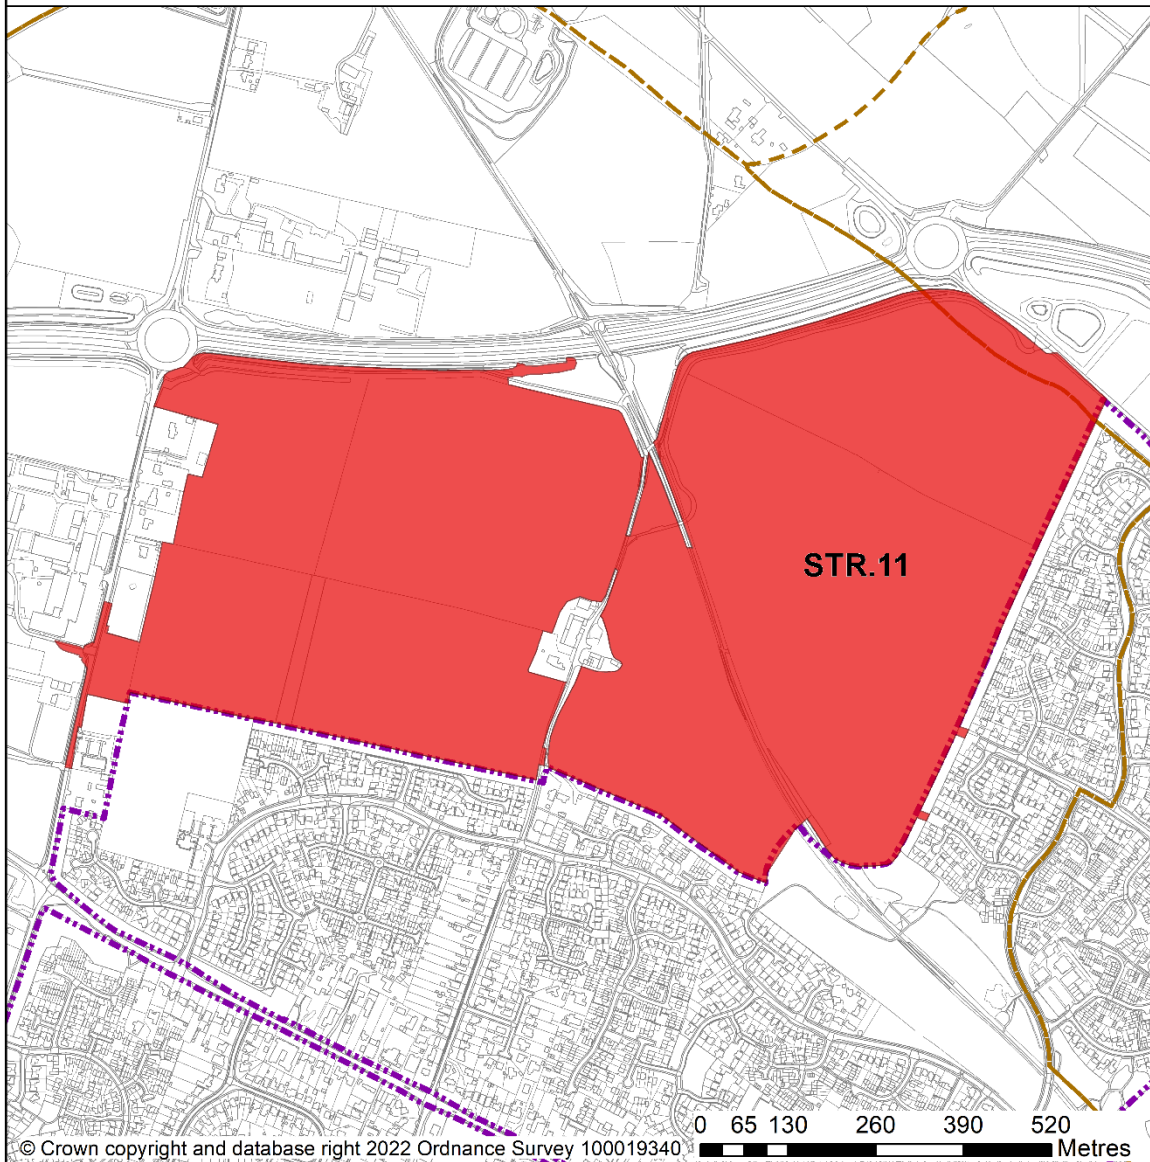 STR.11
0 65 130 260 390 520
Metres
© Crown copyright and database right 2022 Ordnance Survey 100019340